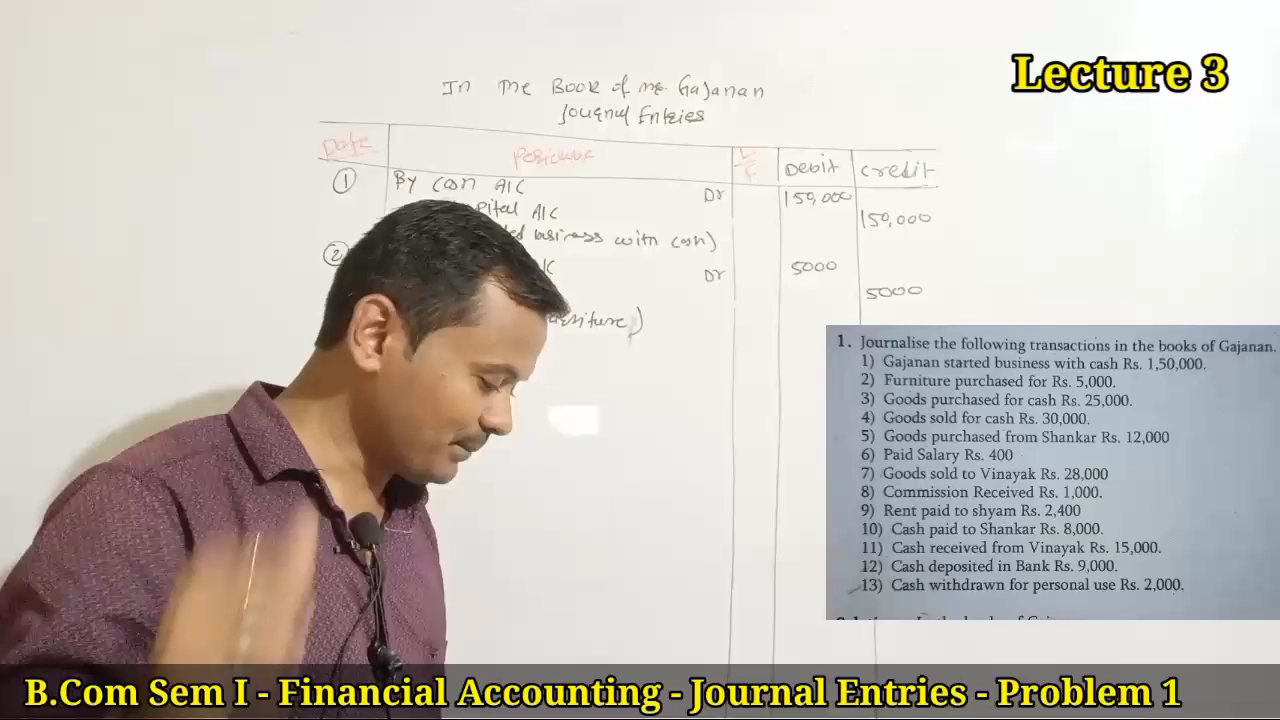 Lecture 3
In The Book of Mr. Gajanan
Journal Entries
Date
L/F Debit Credit
① By Cash A/C Dr 150,000
pital A/C 150,000
ted business with cash)
② Dr 5000
5000
1. Journalise the following transactions in the books of Gajanan.
1) Gajanan started business with cash Rs. 1,50,000.
2) Furniture purchased for Rs. 5,000.
3) Goods purchased for cash Rs. 25,000.
4) Goods sold for cash Rs. 30,000.
5) Goods purchased from Shankar Rs. 12,000
6) Paid Salary Rs. 400
7) Goods sold to Vinayak Rs. 28,000
8) Commission Received Rs. 1,000.
9) Rent paid to shyam Rs. 2,400
10) Cash paid to Shankar Rs. 8,000.
11) Cash received from Vinayak Rs. 15,000.
12) Cash deposited in Bank Rs. 9,000.
13) Cash withdrawn for personal use Rs. 2,000.
B.Com Sem I - Financial Accounting - Journal Entries - Problem 1